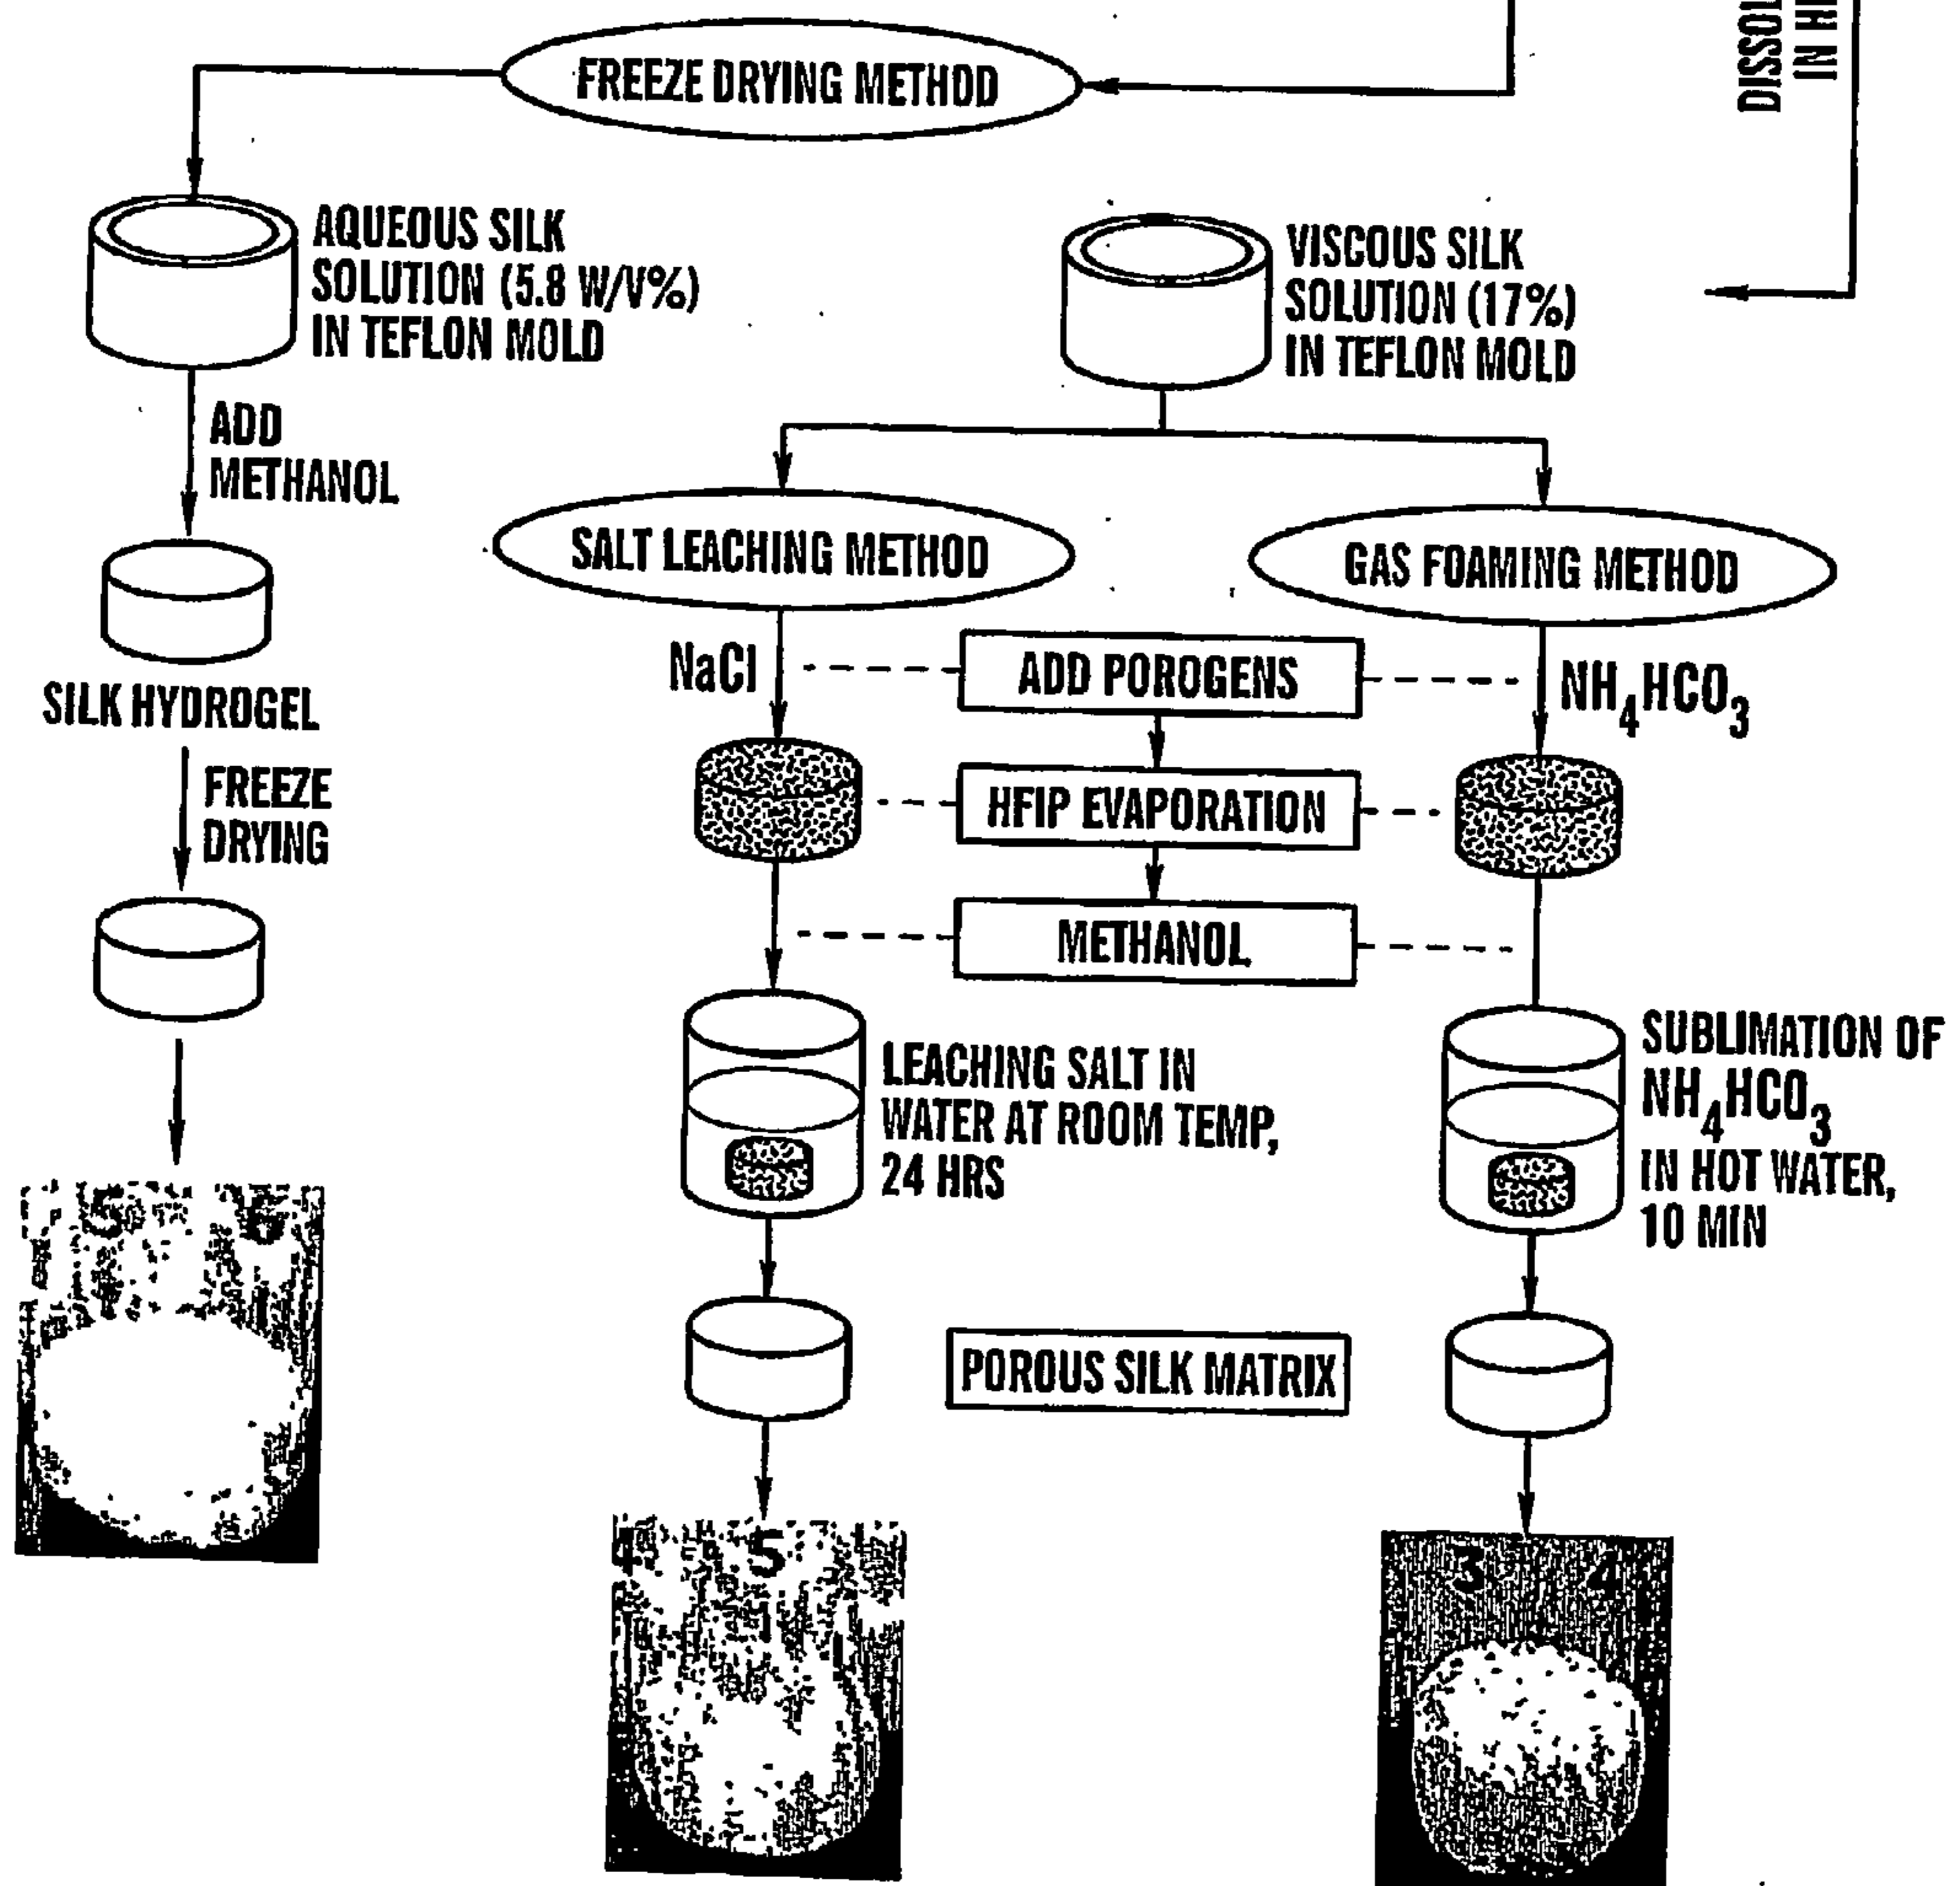 FREEZE DRYING METHOD
AQUEOUS SILK
SOLUTION (5.8 W/V%)
IN TEFLON MOLD
VISCOUS SILK
SOLUTION (17%)
IN TEFLON MOLD
ADD
METHANOL
SALT LEACHING METHOD
GAS FOAMING METHOD
NaCl
ADD POROGENS
NH4HCO3
SILK HYDROGEL
FREEZE
DRYING
HFIP EVAPORATION
METHANOL
LEACHING SALT IN
WATER AT ROOM TEMP,
24 HRS
SUBLIMATION OF
NH4HCO3
IN HOT WATER,
10 MIN
POROUS SILK MATRIX
4 5
3 4